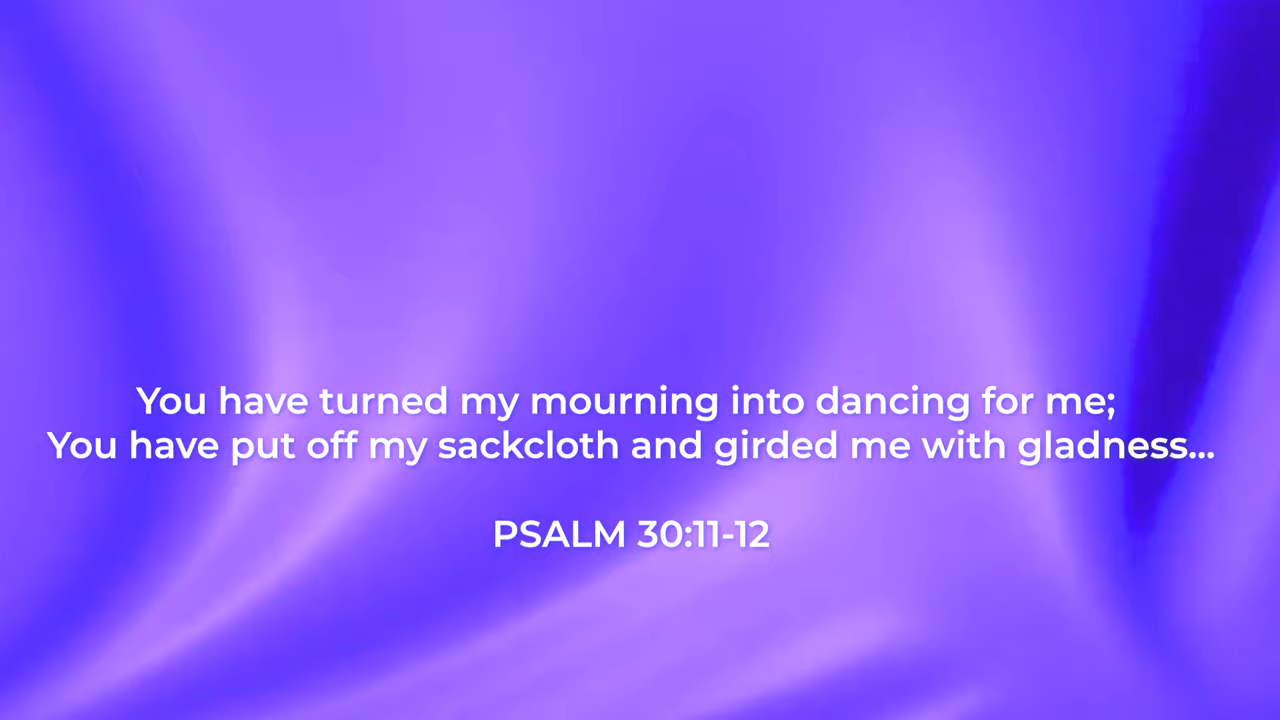 You have turned my mourning into dancing for me;
You have put off my sackcloth and girded me with gladness...
PSALM 30:11-12